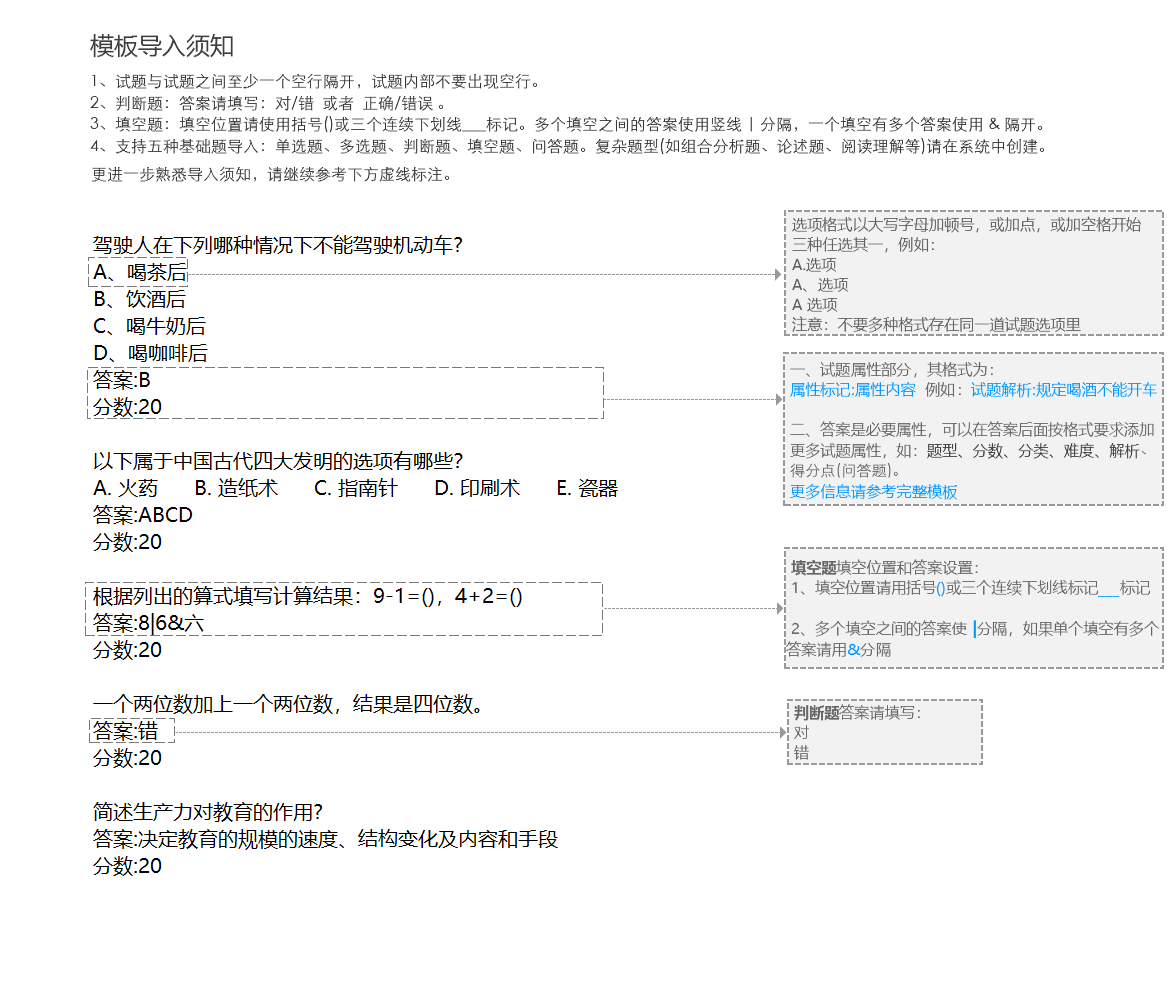 模板导入须知
1、试题与试题之间至少一个空行隔开，试题内部不要出现空行。
2、判断题：答案请填写：对/错 或者 正确/错误 。
3、填空题：填空位置请使用括号()或三个连续下划线___标记。多个填空之间的答案使用竖线 | 分隔，一个填空有多个答案使用 & 隔开。
4、支持五种基础题导入：单选题、多选题、判断题、填空题、问答题。复杂题型(如组合分析题、论述题、阅读理解等)请在系统中创建。
更进一步熟悉导入须知，请继续参考下方虚线标注。
驾驶人在下列哪种情况下不能驾驶机动车?
A、喝茶后
B、饮酒后
C、喝牛奶后
D、喝咖啡后
答案:B
分数:20
选项格式以大写字母加顿号，或加点，或加空格开始
三种任选其一，例如：
A.选项
A、选项
A 选项
注意：不要多种格式存在同一道试题选项里
一、试题属性部分，其格式为：
属性标记:属性内容 例如：试题解析:规定喝酒不能开车
二、答案是必要属性，可以在答案后面按格式要求添加
更多试题属性，如：题型、分数、分类、难度、解析、
得分点(问答题)。
更多信息请参考完整模板
以下属于中国古代四大发明的选项有哪些?
A. 火药 B. 造纸术 C. 指南针 D. 印刷术 E. 瓷器
答案:ABCD
分数:20
根据列出的算式填写计算结果：9-1=()，4+2=()
答案:8|6&六
分数:20
填空题填空位置和答案设置：
1、填空位置请用括号()或三个连续下划线标记___标记
2、多个填空之间的答案使 |分隔，如果单个填空有多个
答案请用&分隔
一个两位数加上一个两位数，结果是四位数。
答案:错
分数:20
判断题答案请填写：
对
错
简述生产力对教育的作用?
答案:决定教育的规模的速度、结构变化及内容和手段
分数:20